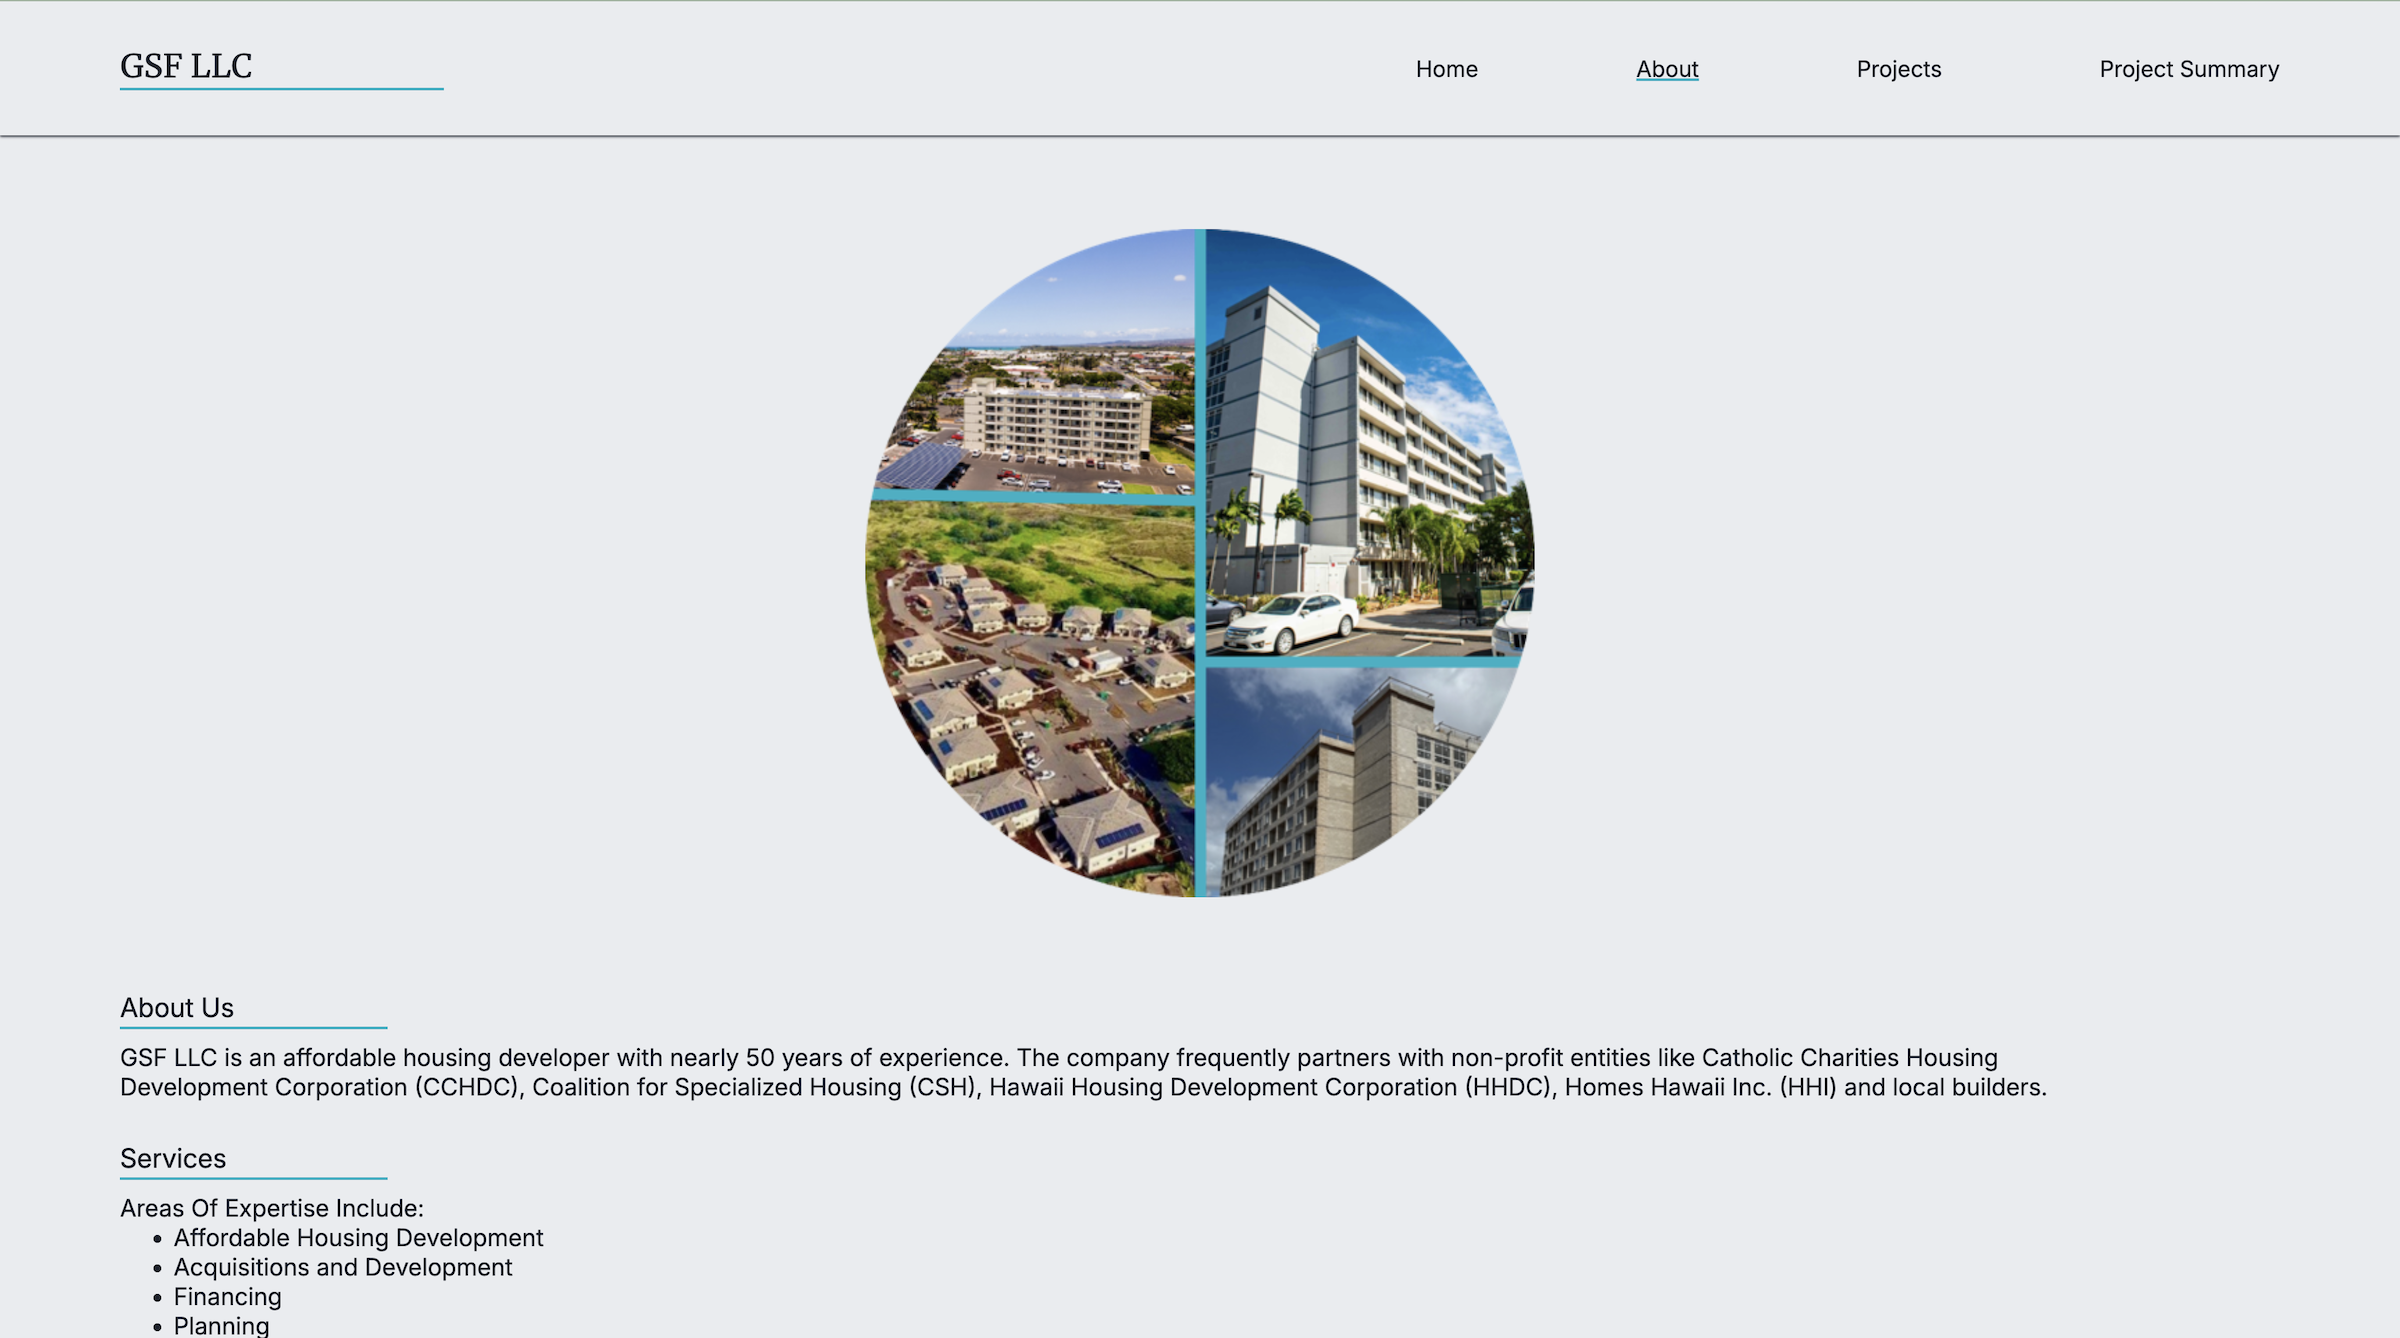 GSF LLC
Home
About
Projects
Project Summary
About Us
GSF LLC is an affordable housing developer with nearly 50 years of experience. The company frequently partners with non-profit entities like Catholic Charities Housing
Development Corporation (CCHDC), Coalition for Specialized Housing (CSH), Hawaii Housing Development Corporation (HHDC), Homes Hawaii Inc. (HHI) and local builders.
Services
Areas Of Expertise Include:
• Affordable Housing Development
• Acquisitions and Development
• Financing
• Planning